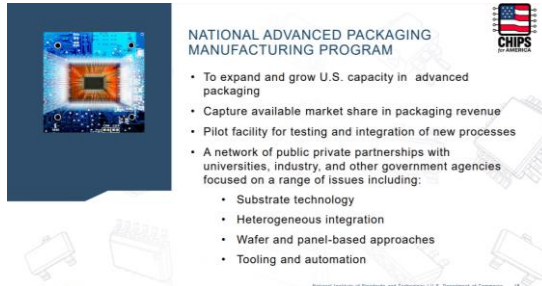 NATIONAL ADVANCED PACKAGING
MANUFACTURING PROGRAM
CHIPS
for AMERICA
• To expand and grow U.S. capacity in advanced
packaging
• Capture available market share in packaging revenue
• Pilot facility for testing and integration of new processes
• A network of public private partnerships with
universities, industry, and other government agencies
focused on a range of issues including:
• Substrate technology
• Heterogeneous integration
• Wafer and panel-based approaches
• Tooling and automation